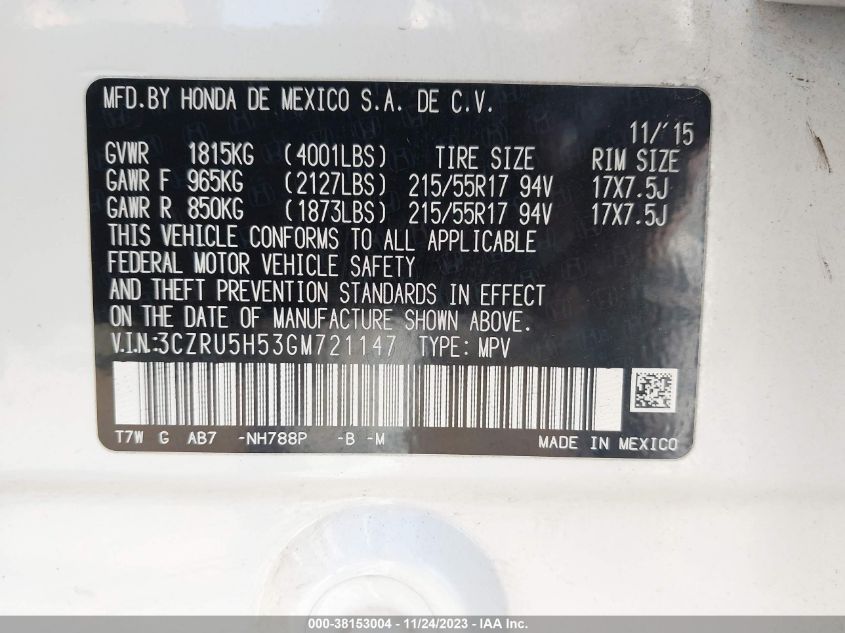 MFD.BY HONDA DE MEXICO S.A. DE C.V.
11/'15
GVWR 1815KG (4001LBS) TIRE SIZE RIM SIZE
GAWR F 965KG (2127LBS) 215/55R17 94V 17X7.5J
GAWR R 850KG (1873LBS) 215/55R17 94V 17X7.5J
THIS VEHICLE CONFORMS TO ALL APPLICABLE
FEDERAL MOTOR VEHICLE SAFETY
AND THEFT PREVENTION STANDARDS IN EFFECT
ON THE DATE OF MANUFACTURE SHOWN ABOVE.
V.I.N.:3CZRU5H53GM721147 TYPE: MPV
T7W G AB7 -NH788P -B -M MADE IN MEXICO
000-38153004 - 11/24/2023 - IAA Inc.